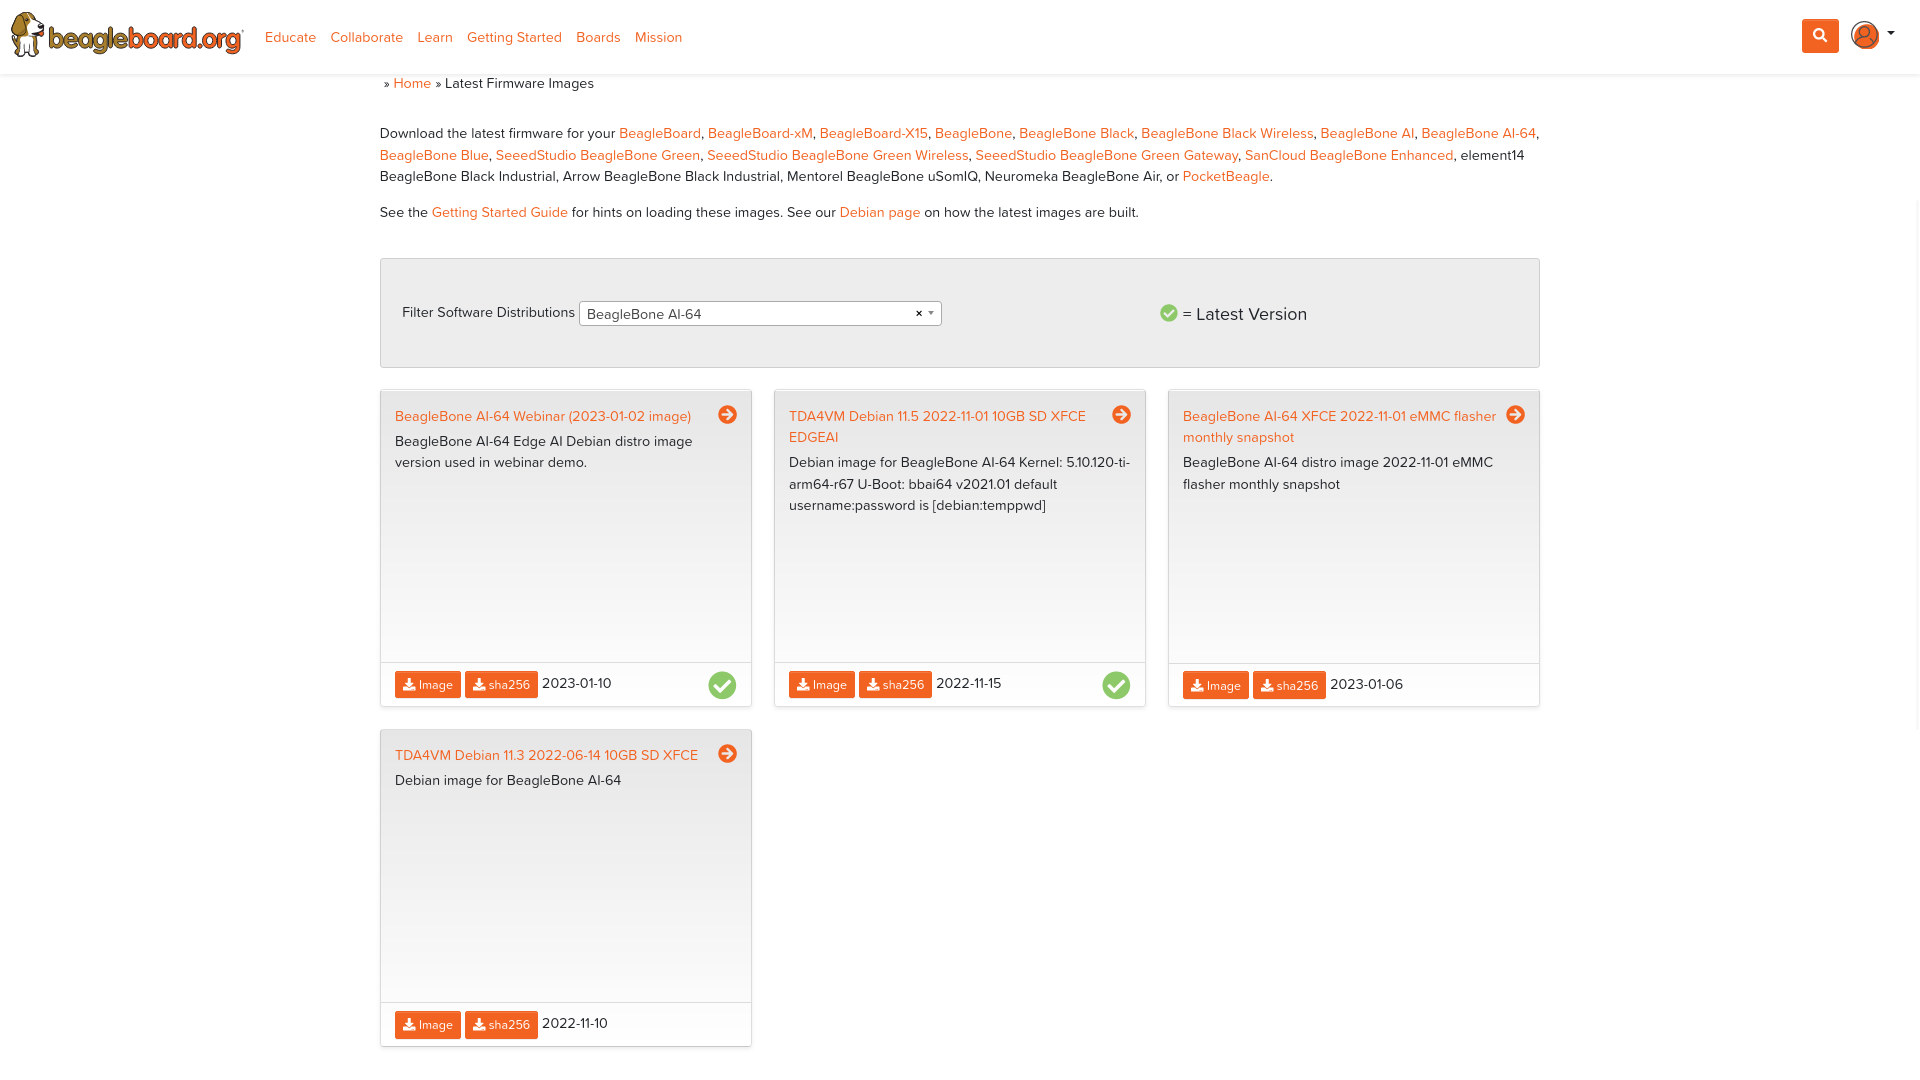 beagleboard.org Educate Collaborate Learn Getting Started Boards Mission
» Home » Latest Firmware Images
Download the latest firmware for your BeagleBoard, BeagleBoard-xM, BeagleBoard-X15, BeagleBone, BeagleBone Black, BeagleBone Black Wireless, BeagleBone AI, BeagleBone AI-64,
BeagleBone Blue, SeeedStudio BeagleBone Green, SeeedStudio BeagleBone Green Wireless, SeeedStudio BeagleBone Green Gateway, SanCloud BeagleBone Enhanced, element14
BeagleBone Black Industrial, Arrow BeagleBone Black Industrial, Mentorel BeagleBone uSomIQ, Neuromeka BeagleBone Air, or PocketBeagle.
See the Getting Started Guide for hints on loading these images. See our Debian page on how the latest images are built.
Filter Software Distributions BeagleBone AI-64 ×
= Latest Version
BeagleBone AI-64 Webinar (2023-01-02 image)
BeagleBone AI-64 Edge AI Debian distro image
version used in webinar demo.
Image sha256 2023-01-10
TDA4VM Debian 11.5 2022-11-01 10GB SD XFCE
EDGEAI
Debian image for BeagleBone AI-64 Kernel: 5.10.120-ti-
arm64-r67 U-Boot: bbai64 v2021.01 default
username:password is [debian:temppwd]
Image sha256 2022-11-15
BeagleBone AI-64 XFCE 2022-11-01 eMMC flasher
monthly snapshot
BeagleBone AI-64 distro image 2022-11-01 eMMC
flasher monthly snapshot
Image sha256 2023-01-06
TDA4VM Debian 11.3 2022-06-14 10GB SD XFCE
Debian image for BeagleBone AI-64
Image sha256 2022-11-10